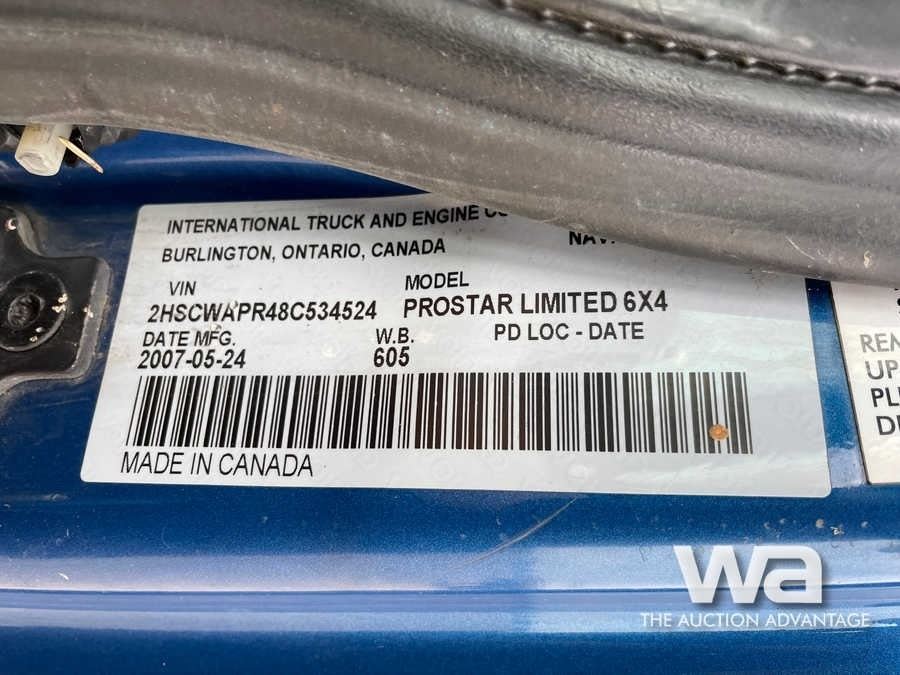 INTERNATIONAL TRUCK AND ENGINE
BURLINGTON, ONTARIO, CANADA
VIN MODEL
2HSCWAPR48C534524 PROSTAR LIMITED 6X4
DATE MFG. W.B. PD LOC - DATE
2007-05-24 605
MADE IN CANADA
UP
wa
THE AUCTION ADVANTAGE